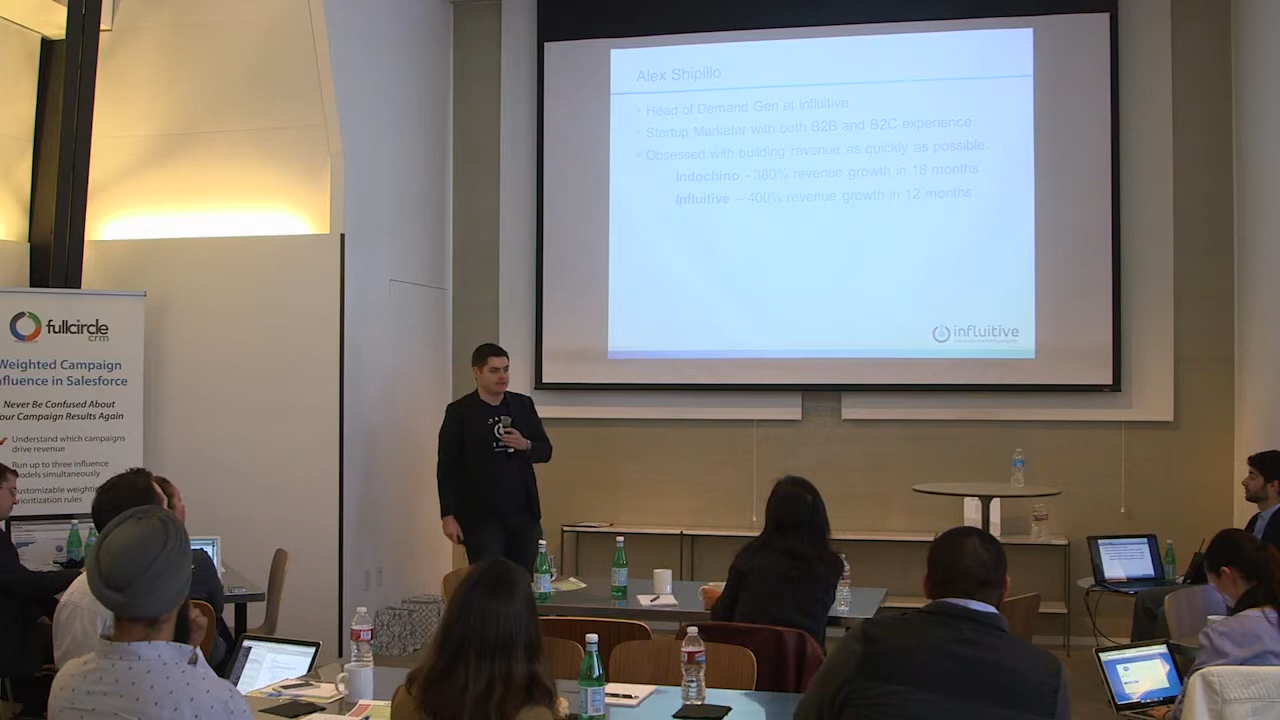 Alex Shipillo
• Head of Demand Gen at influitive
• Startup Marketer with both B2B and B2C experience
• Obsessed with building revenue as quickly as possible.
Indochino - 380% revenue growth in 18 months
Influitive – 400% revenue growth in 12 months
influitive
fullcircle
crm
Weighted Campaign
nfluence in Salesforce
Never Be Confused About
our Campaign Results Again
Understand which campaigns
drive revenue
Run up to three influence
models simultaneously
customizable
prioritization rules